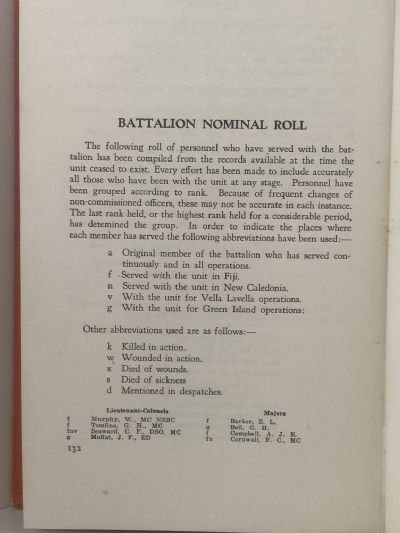 BATTALION NOMINAL ROLL
The following roll of personnel who have served with the bat-
talion has been compiled from the records available at the time the
unit ceased to exist. Every effort has been made to include accurately
all those who have been with the unit at any stage. Personnel have
been grouped according to rank. Because of frequent changes of
non-commissioned officers, these may not be accurate in each instance.
The last rank held, or the highest rank held for a considerable period,
has detemined the group. In order to indicate the places where
each member has served the following abbreviations have been used:—
a Original member of the battalion who has served con-
tinuously and in all operations.
f Served with the unit in Fiji.
n Served with the unit in New Caledonia.
v With the unit for Vella Lavella operations.
g With the unit for Green Island operations:
Other abbreviations used are as follows:—
k Killed in action.
w Wounded in action.
x Died of wounds.
s Died of sickness
d Mentioned in despatches.
Lieutenant-Colonels
f Murphy, W., MC NZSC
f Tomline, G. H., MC
fnv Seaward, C. F., DSO, MC
g Moffat, J. F., ED
Majors
f Barker, E. L.
g Bell, G. H.
f Campbell, A. J. E.
fn Cornwall, F. C., MC
132